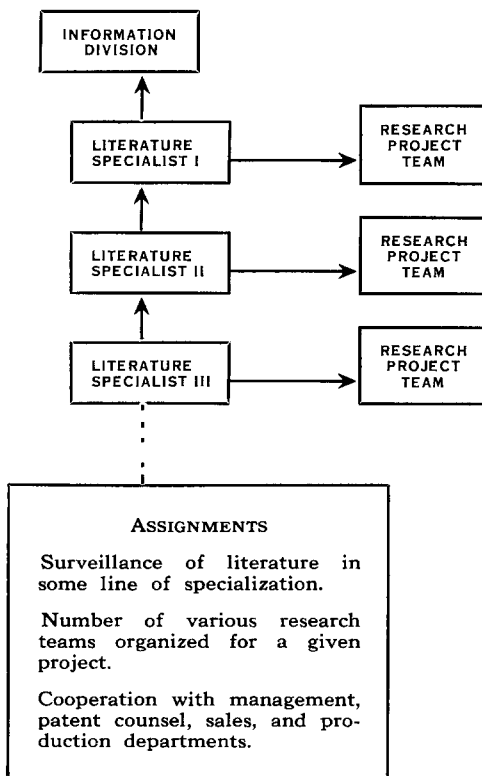 INFORMATION
DIVISION
LITERATURE
SPECIALIST I
RESEARCH
PROJECT
TEAM
LITERATURE
SPECIALIST II
RESEARCH
PROJECT
TEAM
LITERATURE
SPECIALIST III
RESEARCH
PROJECT
TEAM
ASSIGNMENTS
Surveillance of literature in
some line of specialization.
Number of various research
teams organized for a given
project.
Cooperation with management,
patent counsel, sales, and pro-
duction departments.